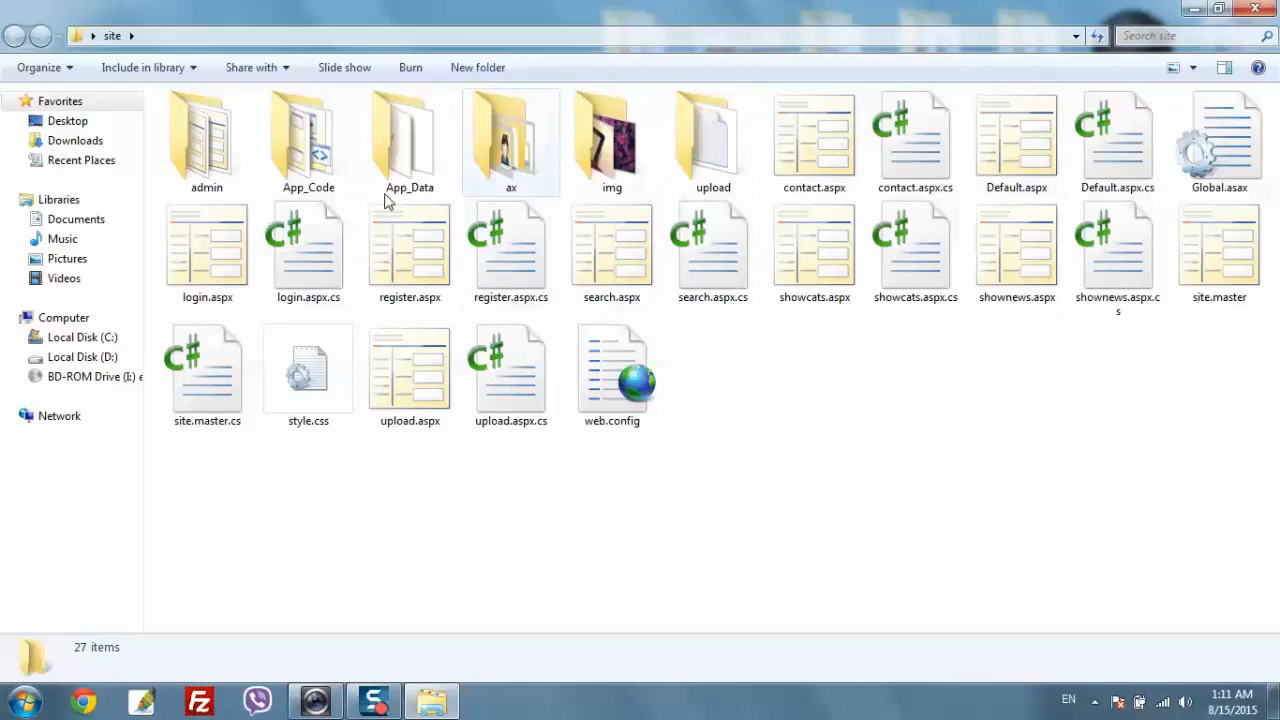 site
Search site
Organize
Include in library
Share with
Slide show
Burn
New folder
Favorites
Desktop
Downloads
Recent Places
Libraries
Documents
Music
Pictures
Videos
Computer
Local Disk (C:)
Local Disk (D:)
BD-ROM Drive (I:) e
Network
admin
App_Code
App_Data
ax
img
upload
contact.aspx
contact.aspx.cs
Default.aspx
Default.aspx.cs
Global.asax
login.aspx
login.aspx.cs
register.aspx
register.aspx.cs
search.aspx
search.aspx.cs
showcats.aspx
showcats.aspx.cs
shownews.aspx
shownews.aspx.c
s
site.master
site.master.cs
style.css
upload.aspx
upload.aspx.cs
web.config
27 items
EN
1:11 AM
8/15/2015